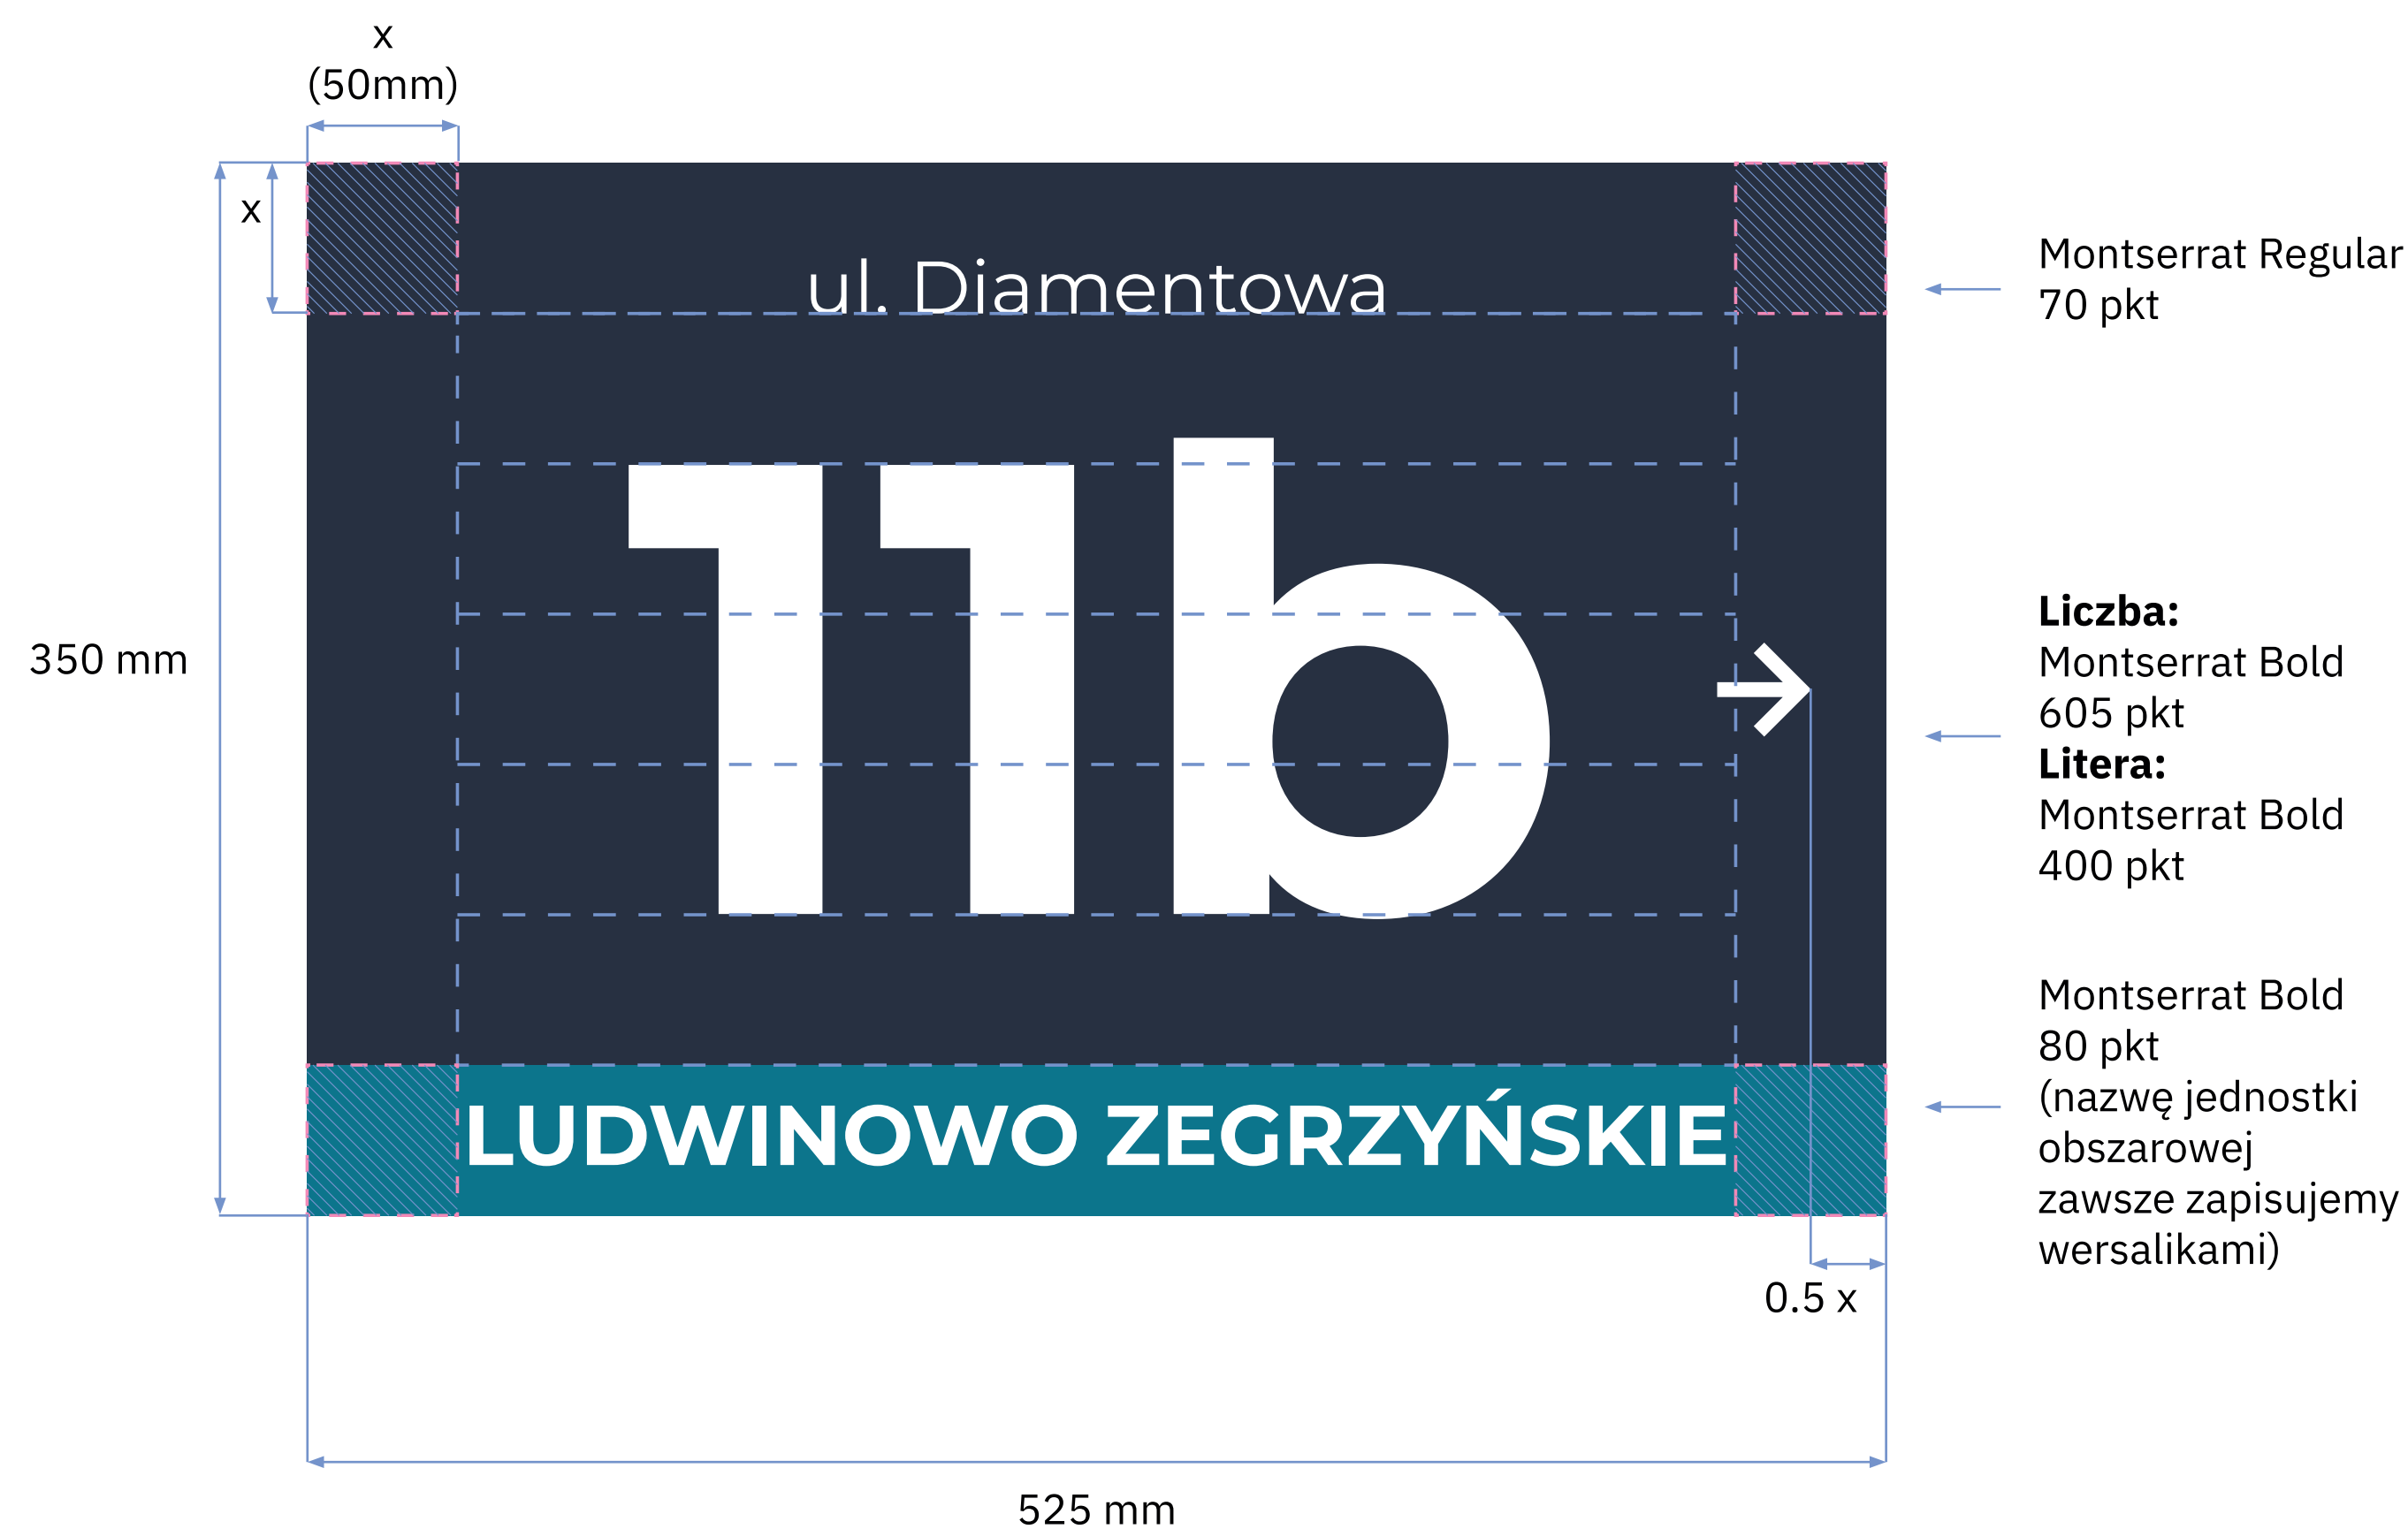 x
(50mm)
x
ul. Diamentowa
Montserrat Regular
70 pkt
350 mm
11b
Liczba:
Montserrat Bold
605 pkt
Litera:
Montserrat Bold
400 pkt
LUDWINOWO ZEGRZYŃSKIE
Montserrat Bold
80 pkt
(nazwę jednostki
obszarowej
zawsze zapisujemy
wersalikami)
0.5 x
525 mm